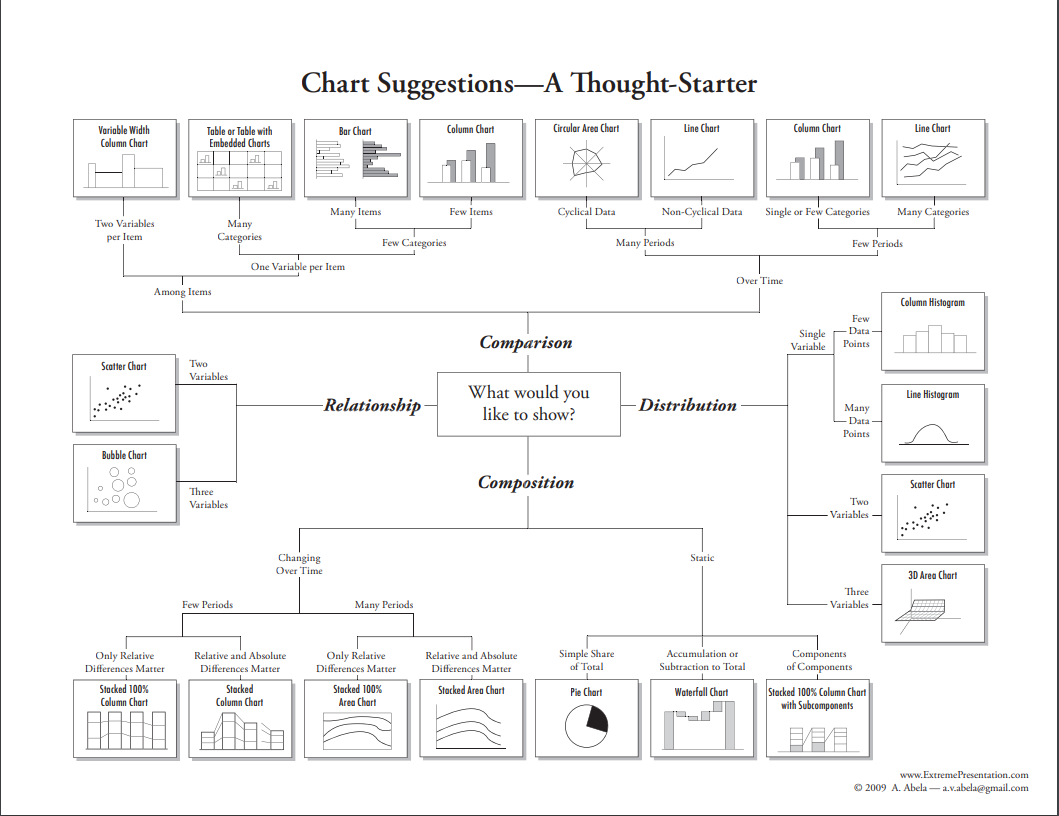 Chart Suggestions—A Thought-Starter
Variable Width
Column Chart
Table or Table with
Embedded Charts
Bar Chart
Column Chart
Circular Area Chart
Line Chart
Column Chart
Line Chart
Two Variables
per Item
Many
Categories
Many Items
Few Items
Cyclical Data
Non-Cyclical Data
Single or Few Categories
Many Categories
Few Categories
Many Periods
Few Periods
One Variable per Item
Over Time
Among Items
Comparison
What would you
like to show?
Relationship
Two
Variables
Scatter Chart
Three
Variables
Bubble Chart
Distribution
Single
Variable
Few
Data
Points
Column Histogram
Many
Data
Points
Line Histogram
Two
Variables
Scatter Chart
Three
Variables
3D Area Chart
Composition
Changing
Over Time
Static
Few Periods
Many Periods
Only Relative
Differences Matter
Relative and Absolute
Differences Matter
Only Relative
Differences Matter
Relative and Absolute
Differences Matter
Simple Share
of Total
Accumulation or
Subtraction to Total
Components
of Components
Stacked 100%
Column Chart
Stacked
Column Chart
Stacked 100%
Area Chart
Stacked Area Chart
Pie Chart
Waterfall Chart
Stacked 100% Column Chart
with Subcomponents
www.ExtremePresentation.com
© 2009 A. Abela — a.v.abela@gmail.com